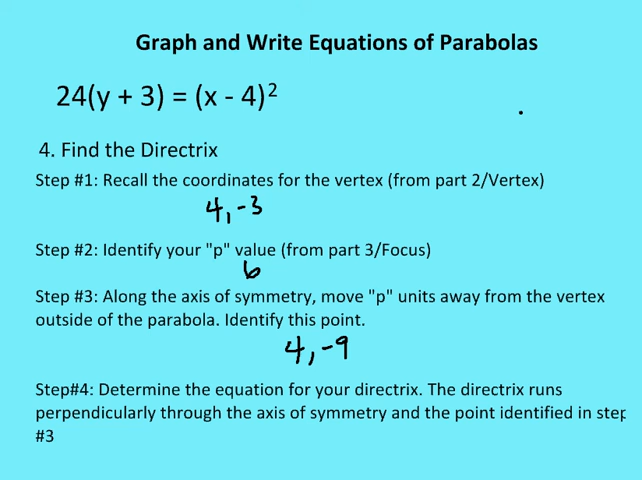 Graph and Write Equations of Parabolas
24(y + 3) = (x - 4)²
4. Find the Directrix
Step #1: Recall the coordinates for the vertex (from part 2/Vertex)
4, -3
Step #2: Identify your "p" value (from part 3/Focus)
6
Step #3: Along the axis of symmetry, move "p" units away from the vertex
outside of the parabola. Identify this point.
4, -9
Step#4: Determine the equation for your directrix. The directrix runs
perpendicularly through the axis of symmetry and the point identified in step
#3